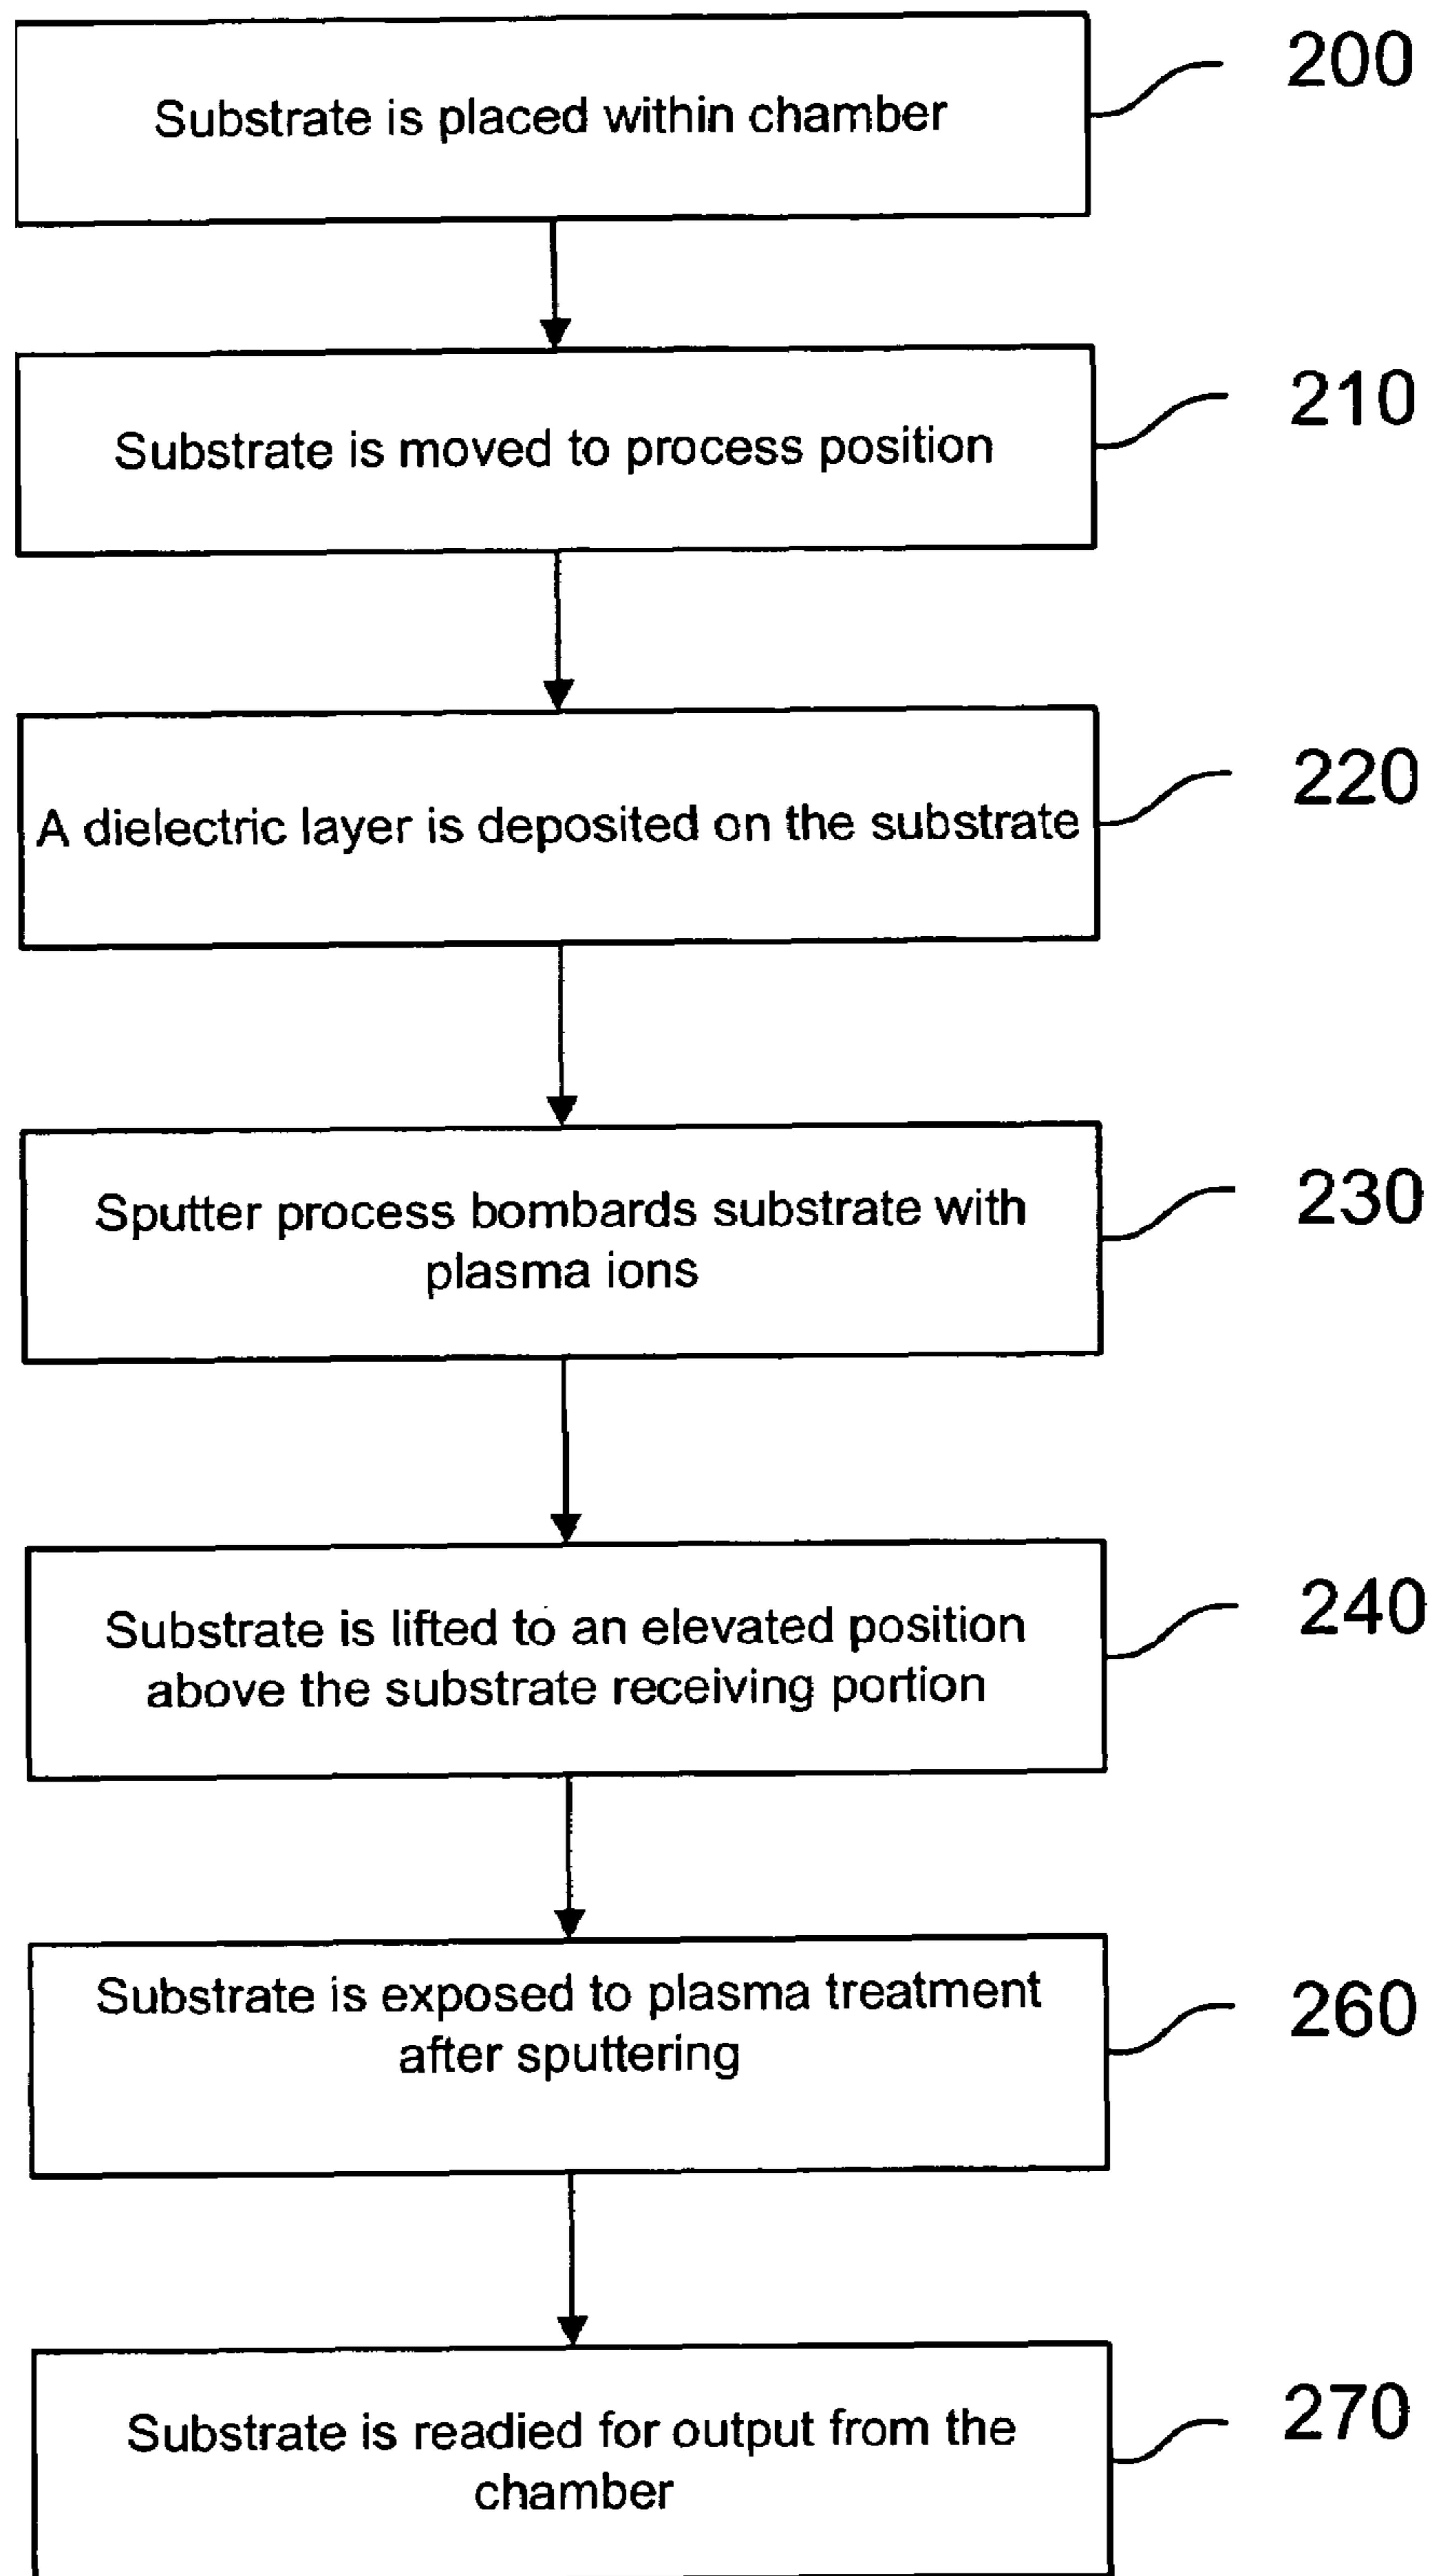 Substrate is placed within chamber
200
Substrate is moved to process position
210
A dielectric layer is deposited on the substrate
220
Sputter process bombards substrate with
plasma ions
230
Substrate is lifted to an elevated position
above the substrate receiving portion
240
Substrate is exposed to plasma treatment
after sputtering
260
Substrate is readied for output from the
chamber
270